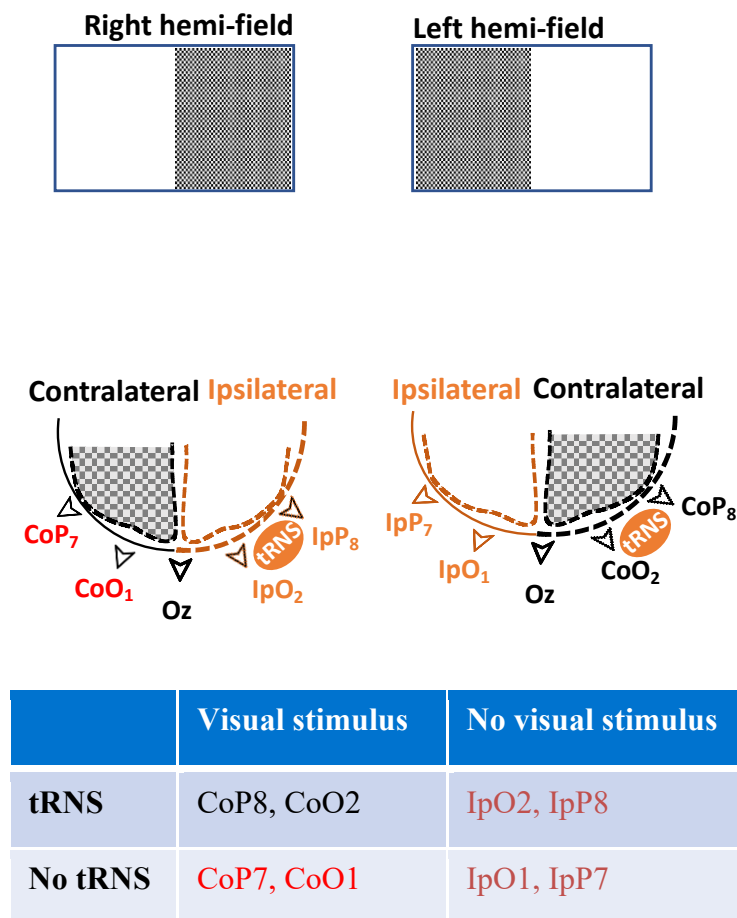 Right hemi-field Left hemi-field
Contralateral Ipsilateral Ipsilateral Contralateral
CoP₇ CoO₁ Oz IpO₂ tRNS IpP₈
IpP₇ IpO₁ Oz CoO₂ tRNS CoP₈
Visual stimulus No visual stimulus
tRNS CoP8, CoO2 IpO2, IpP8
No tRNS CoP7, CoO1 IpO1, IpP7